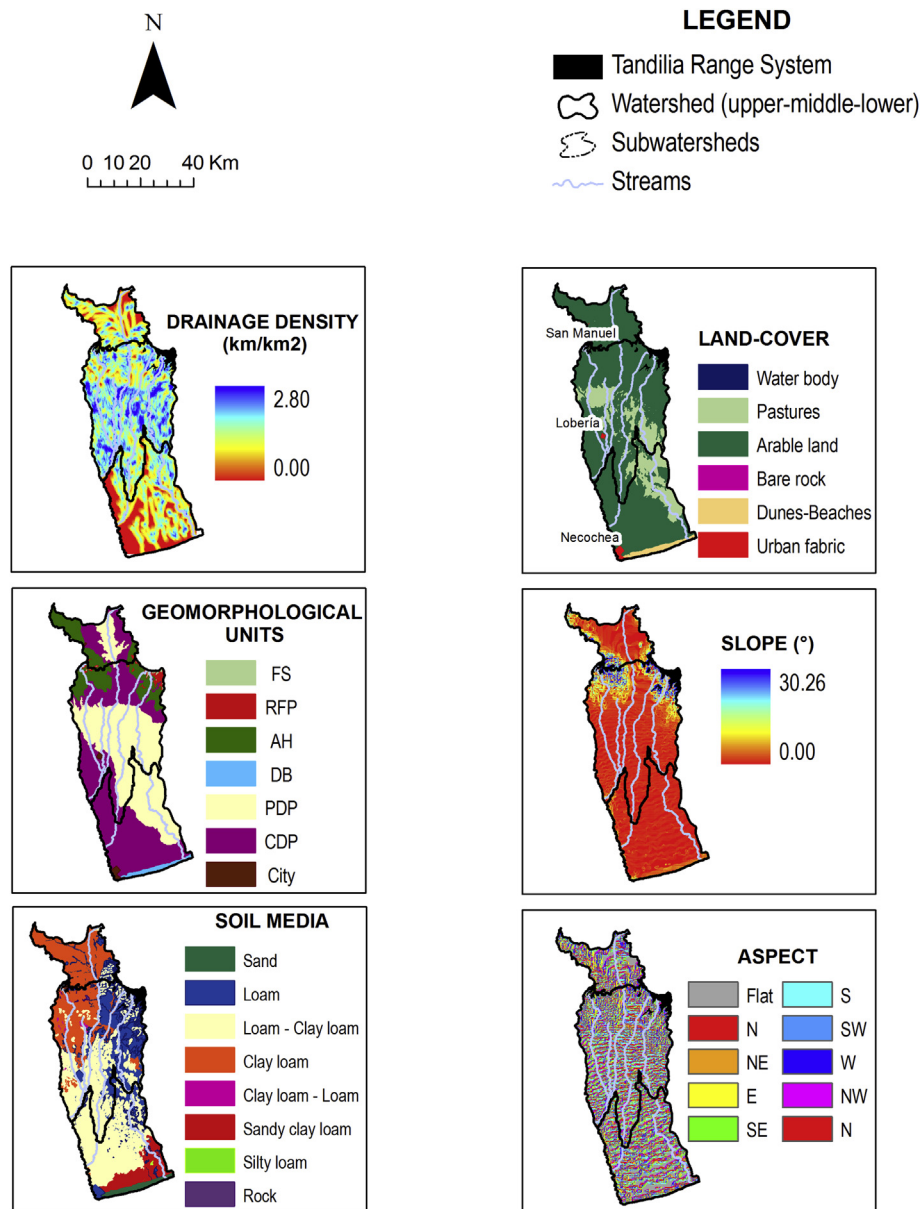 N
0 10 20 40 Km
LEGEND
Tandilia Range System
Watershed (upper-middle-lower)
Subwatersheds
Streams
DRAINAGE DENSITY
(km/km2)
2.80
0.00
San Manuel
Lobería
Necochea
LAND-COVER
Water body
Pastures
Arable land
Bare rock
Dunes-Beaches
Urban fabric
GEOMORPHOLOGICAL
UNITS
FS
RFP
AH
DB
PDP
CDP
City
SLOPE (°)
30.26
0.00
SOIL MEDIA
Sand
Loam
Loam - Clay loam
Clay loam
Clay loam - Loam
Sandy clay loam
Silty loam
Rock
ASPECT
Flat S
N SW
NE W
E NW
SE N